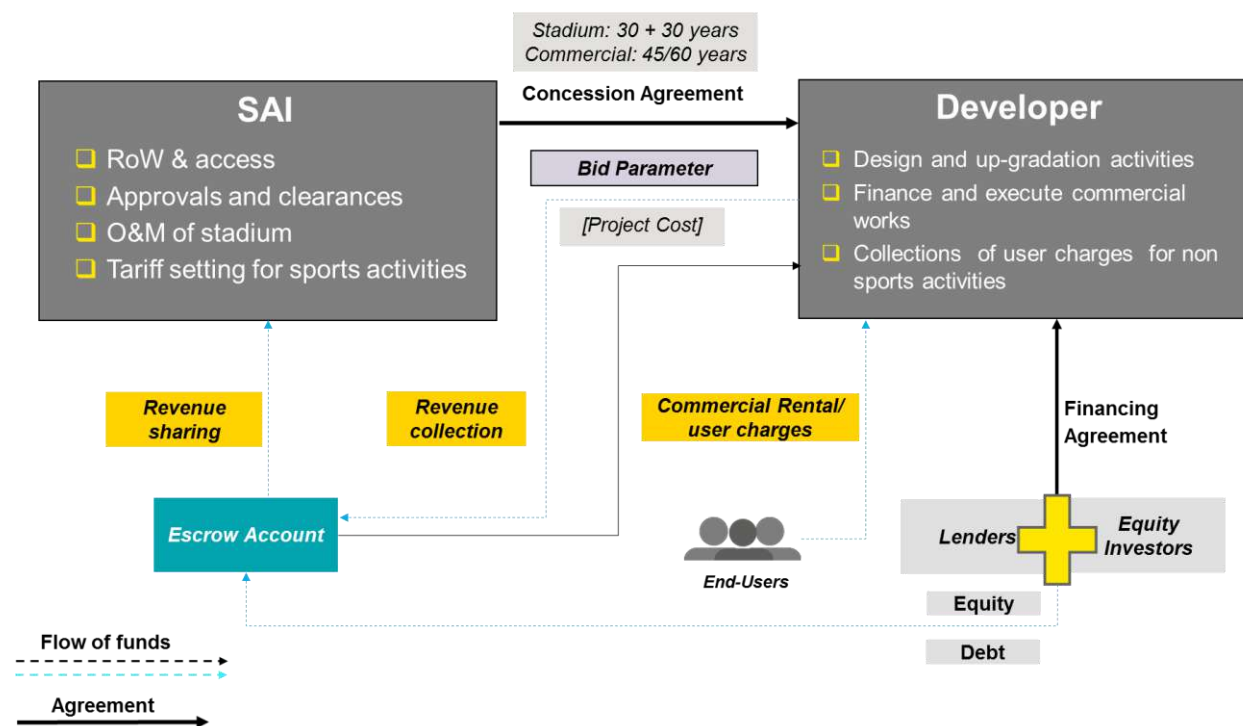 Stadium: 30 + 30 years
Commercial: 45/60 years
Concession Agreement
SAI
RoW & access
Approvals and clearances
O&M of stadium
Tariff setting for sports activities
Bid Parameter
[Project Cost]
Developer
Design and up-gradation activities
Finance and execute commercial
works
Collections of user charges for non
sports activities
Revenue
sharing
Revenue
collection
Commercial Rental/
user charges
Financing
Agreement
Escrow Account
End-Users
Lenders
Equity
Investors
Equity
Debt
Flow of funds
Agreement